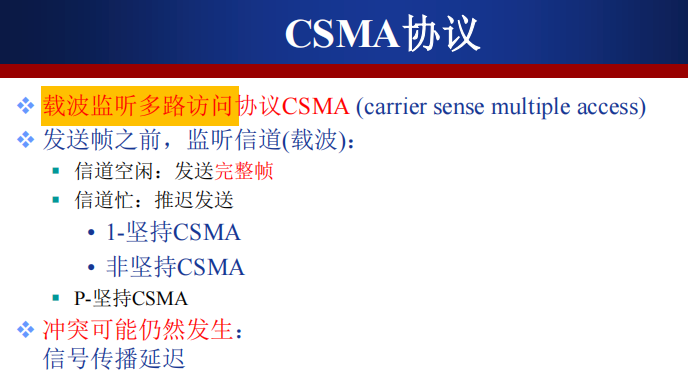 CSMA协议
载波监听多路访问协议CSMA (carrier sense multiple access)
发送帧之前，监听信道(载波)：
信道空闲：发送完整帧
信道忙：推迟发送
1-坚持CSMA
非坚持CSMA
P-坚持CSMA
冲突可能仍然发生：
信号传播延迟